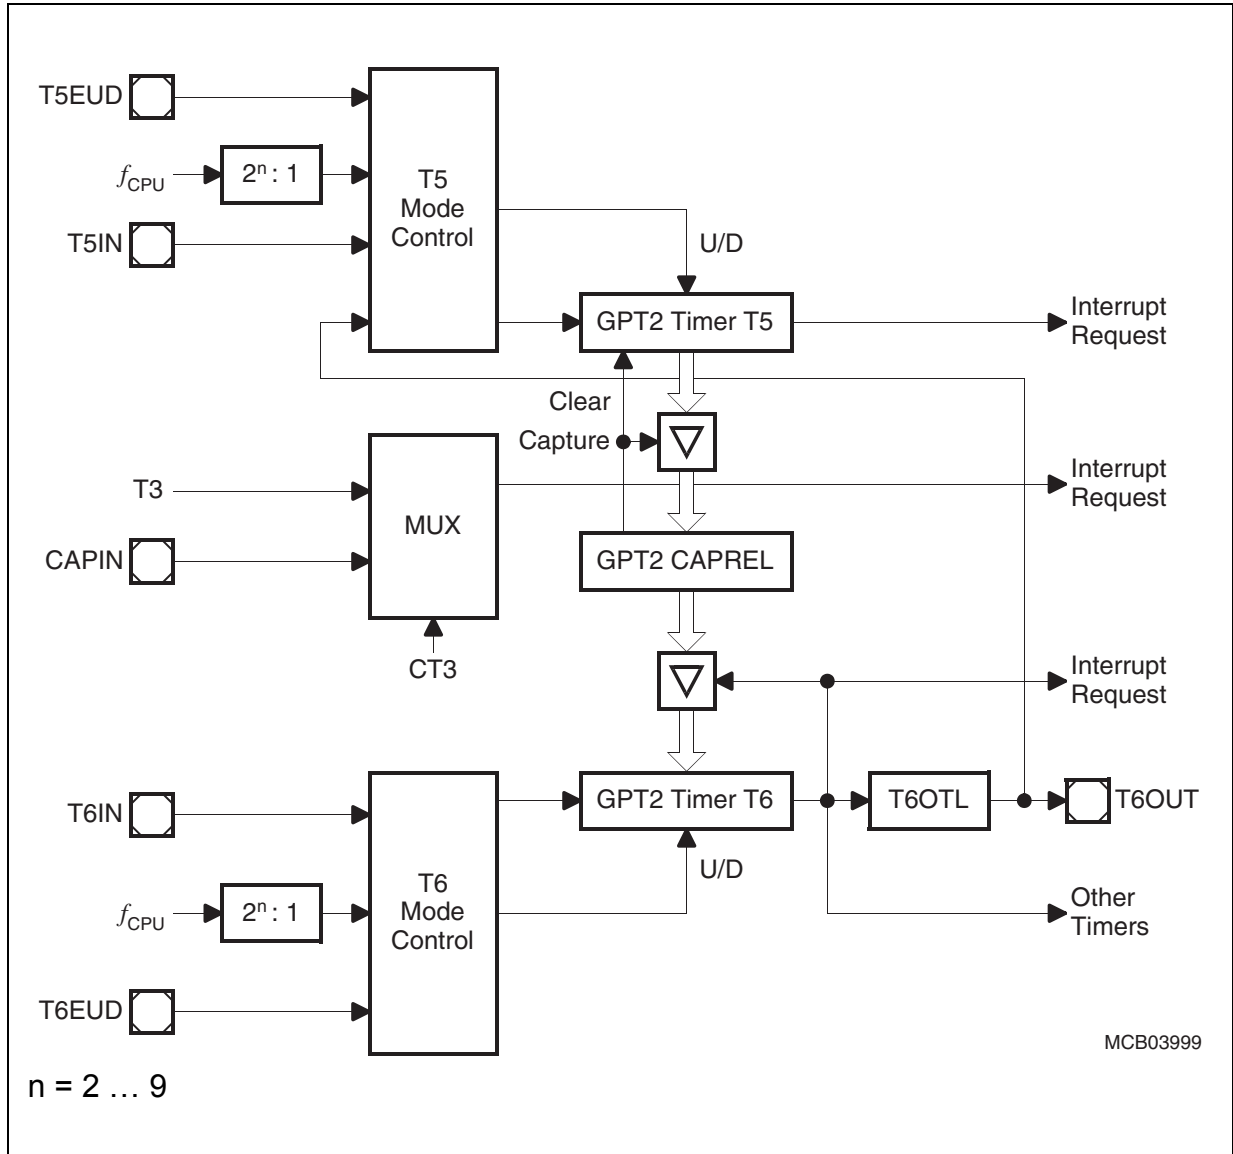 T5EUD
fCPU
2ⁿ : 1
T5IN
T5
Mode
Control
U/D
GPT2 Timer T5
Interrupt
Request
Clear
Capture
T3
CAPIN
MUX
CT3
Interrupt
Request
GPT2 CAPREL
Interrupt
Request
T6IN
fCPU
2ⁿ : 1
T6EUD
T6
Mode
Control
GPT2 Timer T6
U/D
T6OTL
T6OUT
Other
Timers
MCB03999
n = 2 … 9